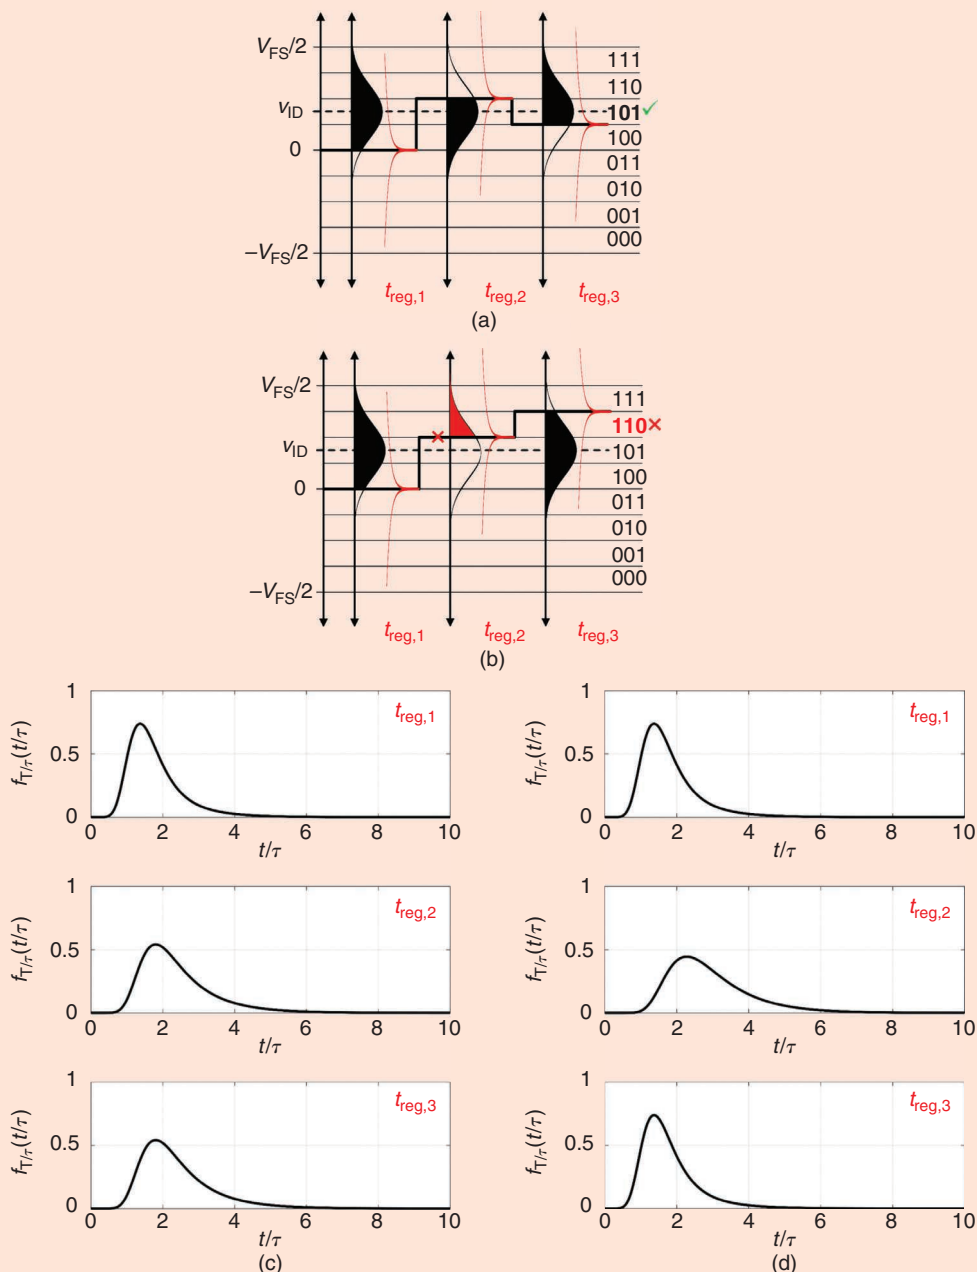 V_FS/2
111
110
v_ID
101✓
100
0
011
010
001
000
−V_FS/2
t_reg,1 t_reg,2 t_reg,3
(a)
V_FS/2
111
110×
v_ID
101
100
0
011
010
001
000
−V_FS/2
t_reg,1 t_reg,2 t_reg,3
(b)
1
t_reg,1
f_T/τ(t/τ)
0.5
0
0 2 4 6 8 10
t/τ
1
t_reg,2
f_T/τ(t/τ)
0.5
0
0 2 4 6 8 10
t/τ
1
t_reg,3
f_T/τ(t/τ)
0.5
0
0 2 4 6 8 10
t/τ
(c)
1
t_reg,1
f_T/τ(t/τ)
0.5
0
0 2 4 6 8 10
t/τ
1
t_reg,2
f_T/τ(t/τ)
0.5
0
0 2 4 6 8 10
t/τ
1
t_reg,3
f_T/τ(t/τ)
0.5
0
0 2 4 6 8 10
t/τ
(d)